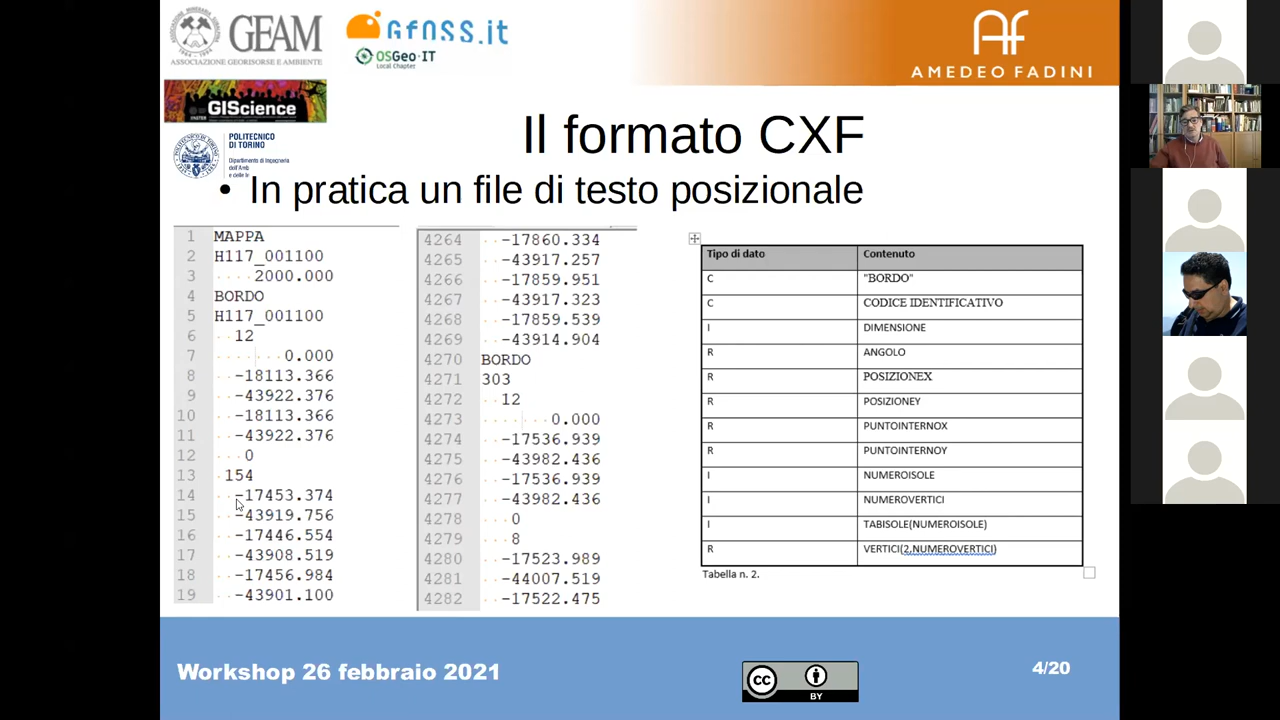 GEAM
ASSOCIAZIONE GEORISORSE E AMBIENTE
GFOSS.it
OSGeo·IT
Local Chapter
AMEDEO FADINI
GIScience
POLITECNICO
DI TORINO
Dipartimento di Ingegneria
dell'Amb
e delle In
Il formato CXF
• In pratica un file di testo posizionale
1 MAPPA
2 H117_001100
3 2000.000
4 BORDO
5 H117_001100
6 12
7 0.000
8 -18113.366
9 -43922.376
10 -18113.366
11 -43922.376
12 0
13 154
14 -17453.374
15 -43919.756
16 -17446.554
17 -43908.519
18 -17456.984
19 -43901.100
4264 -17860.334
4265 -43917.257
4266 -17859.951
4267 -43917.323
4268 -17859.539
4269 -43914.904
4270 BORDO
4271 303
4272 12
4273 0.000
4274 -17536.939
4275 -43982.436
4276 -17536.939
4277 -43982.436
4278 0
4279 8
4280 -17523.989
4281 -44007.519
4282 -17522.475
Tipo di dato Contenuto
C "BORDO"
C CODICE IDENTIFICATIVO
I DIMENSIONE
R ANGOLO
R POSIZIONEX
R POSIZIONEY
R PUNTOINTERNOX
R PUNTOINTERNOY
I NUMEROISOLE
I NUMEROVERTICI
I TABISOLE(NUMEROISOLE)
R VERTICI(2,NUMEROVERTICI)
Tabella n. 2.
Workshop 26 febbraio 2021
CC BY
4/20